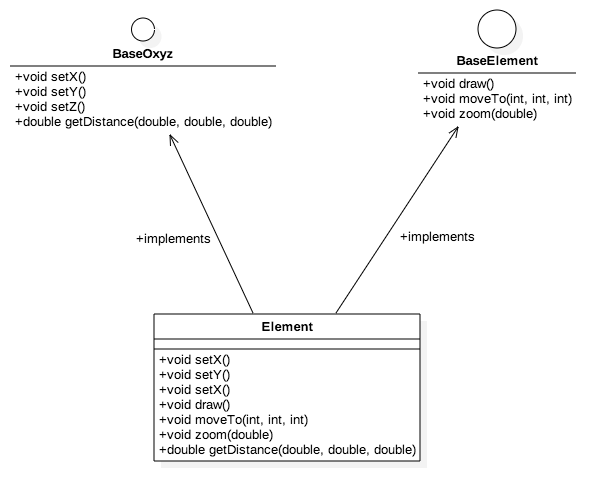 BaseOxyz
+void setX()
+void setY()
+void setZ()
+double getDistance(double, double, double)
BaseElement
+void draw()
+void moveTo(int, int, int)
+void zoom(double)
+implements
+implements
Element
+void setX()
+void setY()
+void setX()
+void draw()
+void moveTo(int, int, int)
+void zoom(double)
+double getDistance(double, double, double)